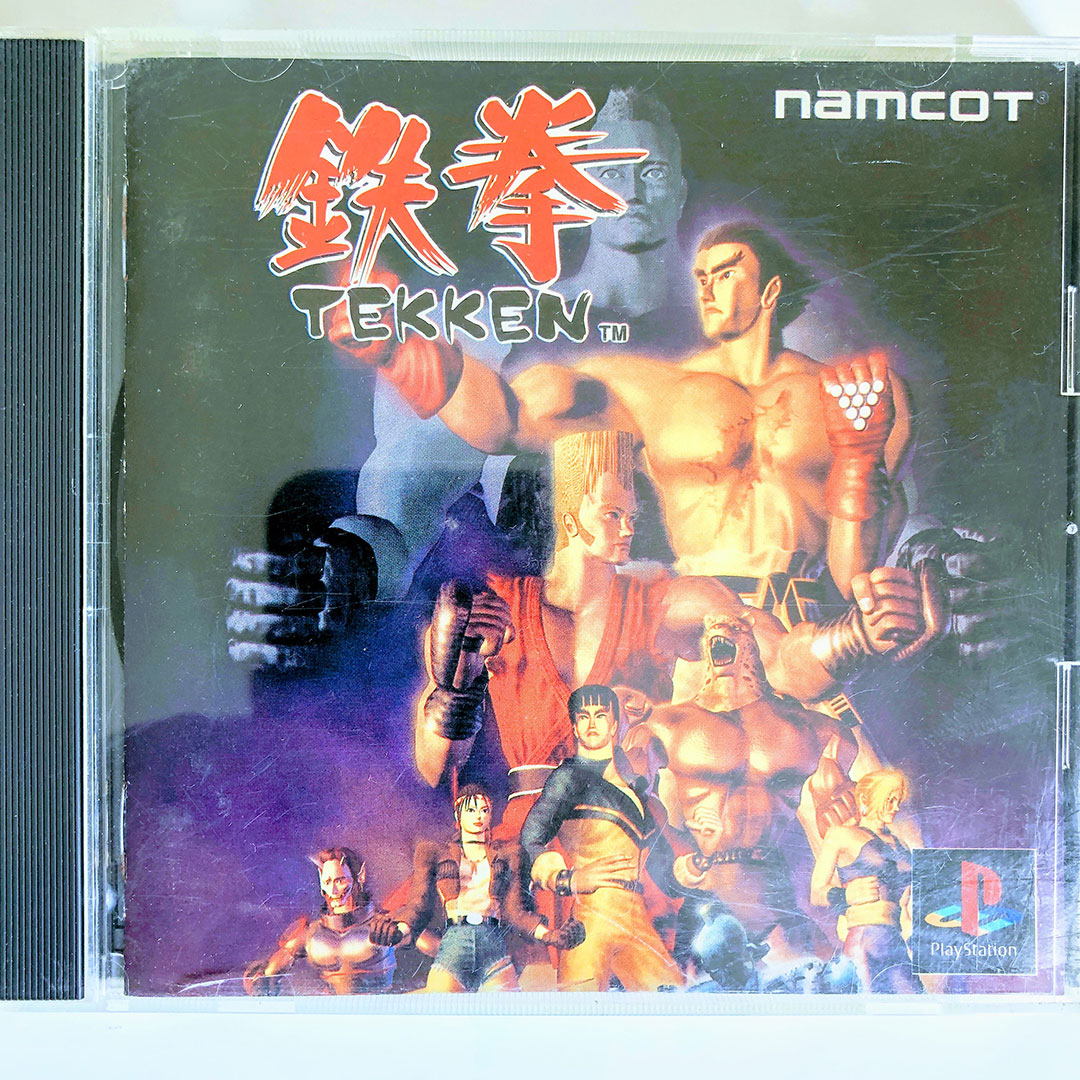 namcoT®
鉄拳
TEKKEN™
PlayStation